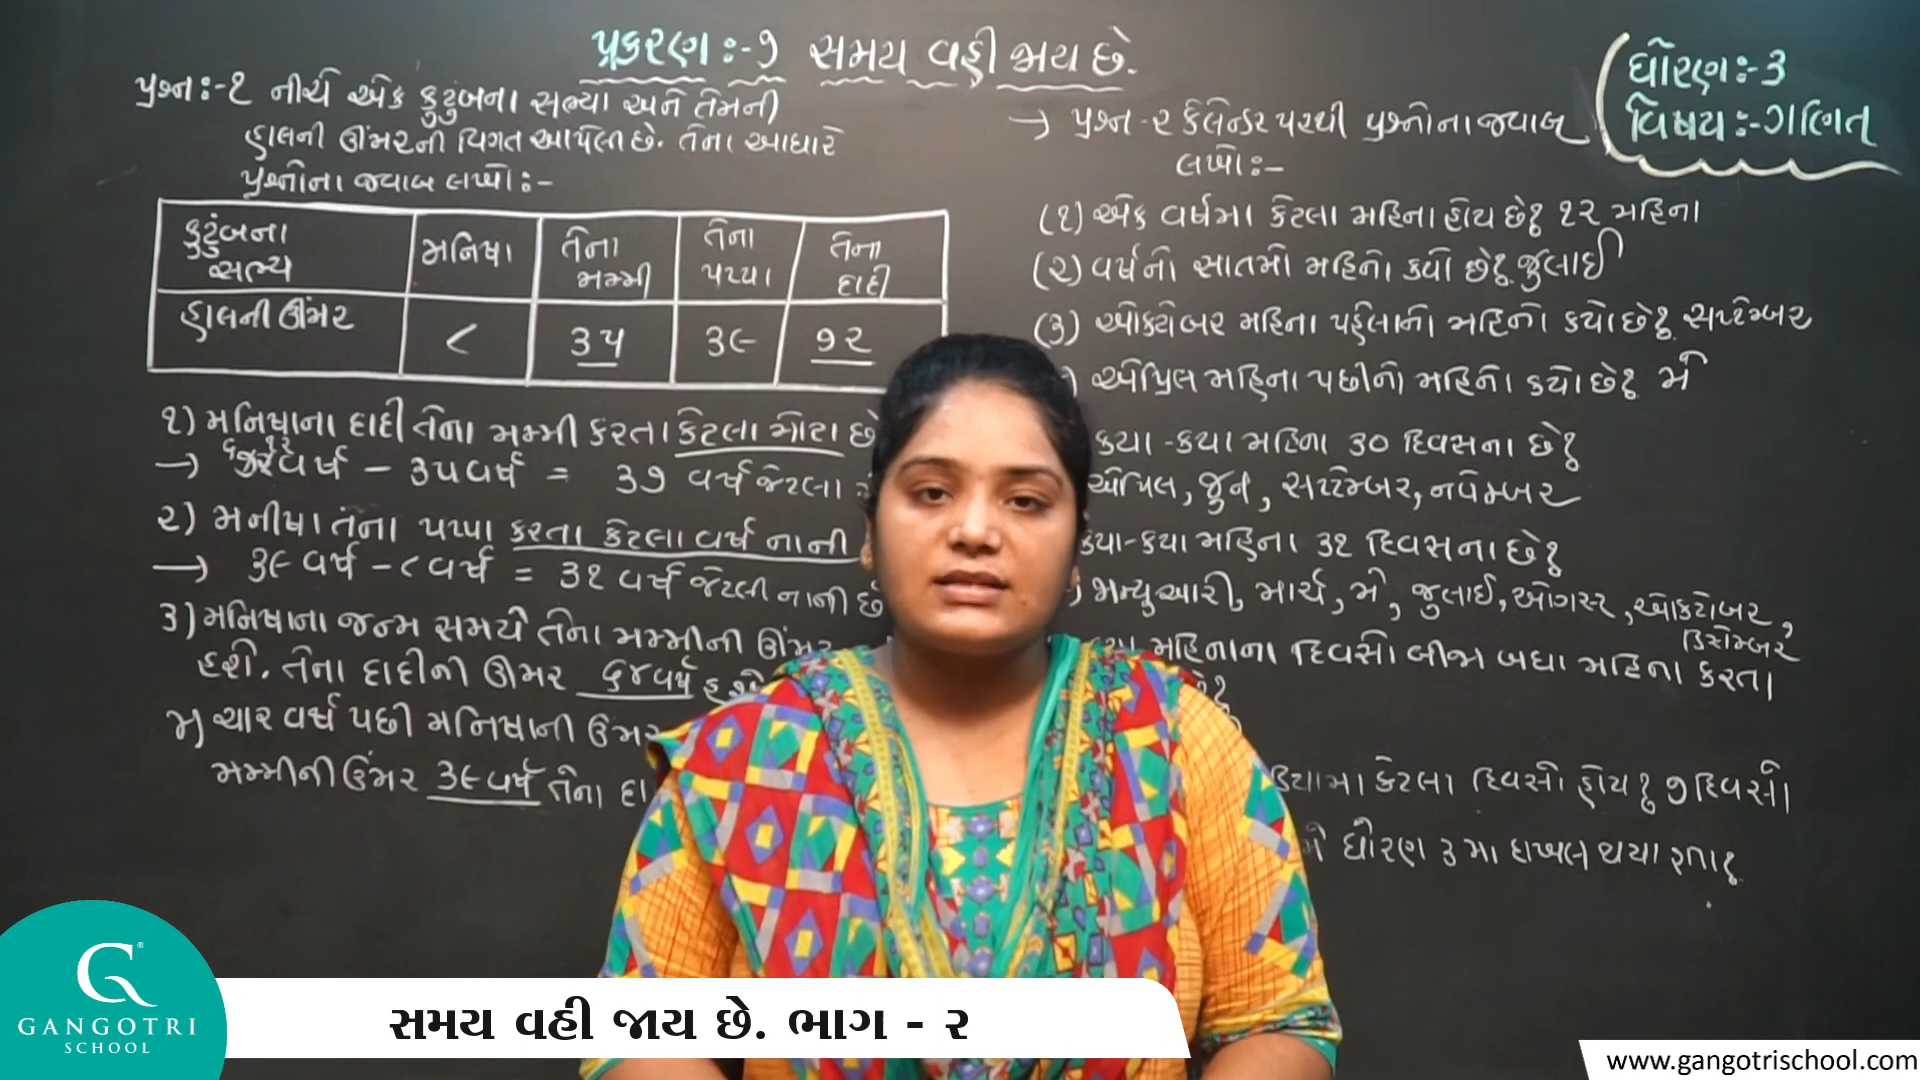 પ્રકરણ:-૭ સમય વહી જાય છે.
ધોરણ:-૩
વિષય:-ગણિત
પ્રશ્ન:-૧ નીચે એક કુટુંબના સભ્યો અને તેમની
હાલની ઊંમરની વિગત આપેલી છે. તેના આધારે
પ્રશ્નોના જવાબ લખો:-
કુટુંબના સભ્ય મનિષા તેના મમ્મી તેના પપ્પા તેના દાદી
હાલની ઊંમર ૮ ૩૫ ૩૯ ૭૨
૧) મનિષાના દાદી તેના મમ્મી કરતા કેટલા મોટા છે
→ વર્ષ - ૩૫ વર્ષ = ૩૭ વર્ષ જેટલા
૨) મનીષા તેના પપ્પા કરતા કેટલા વર્ષ નાની
→ ૩૯ વર્ષ - ૮ વર્ષ = ૩૧ વર્ષ જેટલી નાની છે
૩) મનિષાના જન્મ સમયે તેના મમ્મીની ઊંમર
હશે. તેના દાદીની ઊમર ૬૪ વર્ષ હશે
૪) ચાર વર્ષ પછી મનિષાની ઉમર
મમ્મીની ઉંમર ૩૯ વર્ષ તેના દા
→ પ્રશ્ન-૨ કેલેન્ડર પરથી પ્રશ્નોના જવાબ
લખો:-
(૧) એક વર્ષમા કેટલા મહિના હોય છે? ૧૨ મહિના
(૨) વર્ષનો સાતમો મહિનો કયો છે? જુલાઈ
(૩) ઓક્ટોબર મહિના પહેલાનો મહિનો કયો છે? સપ્ટેમ્બર
) એપ્રિલ મહિના પછીનો મહિનો કયો છે? મે
કયા-કયા મહિના ૩૦ દિવસના છે?
એપ્રિલ, જુન, સપ્ટેમ્બર, નવેમ્બર
કયા-કયા મહિના ૩૧ દિવસના છે?
) જાન્યુઆરી, માર્ચ, મે, જુલાઈ, ઓગસ્ટ, ઓક્ટોબર,
ડિસેમ્બર
મહિનાના દિવસો બીજા બધા મહિના કરતા
છે?
ડિયામા કેટલા દિવસો હોય? ૭ દિવસો
મે ધોરણ ૩ મા દાખલ થયા હતા?
GANGOTRI
SCHOOL
સમય વહી જાય છે. ભાગ - ૨
www.gangotrischool.com